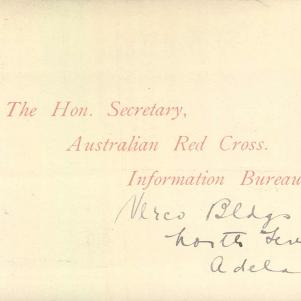 The Hon. Secretary,
Australian Red Cross.
Information Bureau
Verco Bldgs
North Terr
Adela